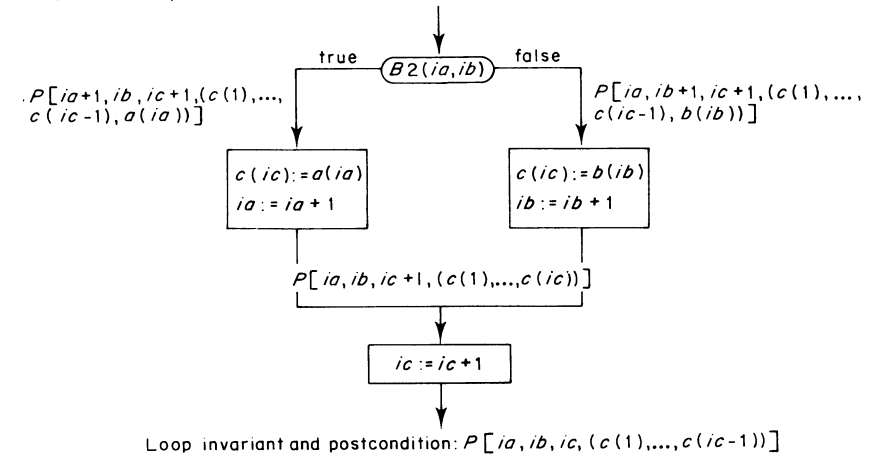 true
B2(ia,ib)
false
.P[ia+1, ib, ic+1,(c(1),...,
c(ic-1), a(ia))]
P[ia, ib+1, ic+1,(c(1),...,
c(ic-1), b(ib))]
c(ic):=a(ia)
ia:=ia+1
c(ic):=b(ib)
ib:=ib+1
P[ia,ib,ic+1,(c(1),...,c(ic))]
ic:=ic+1
Loop invariant and postcondition: P[ia,ib,ic,(c(1),...,c(ic-1))]